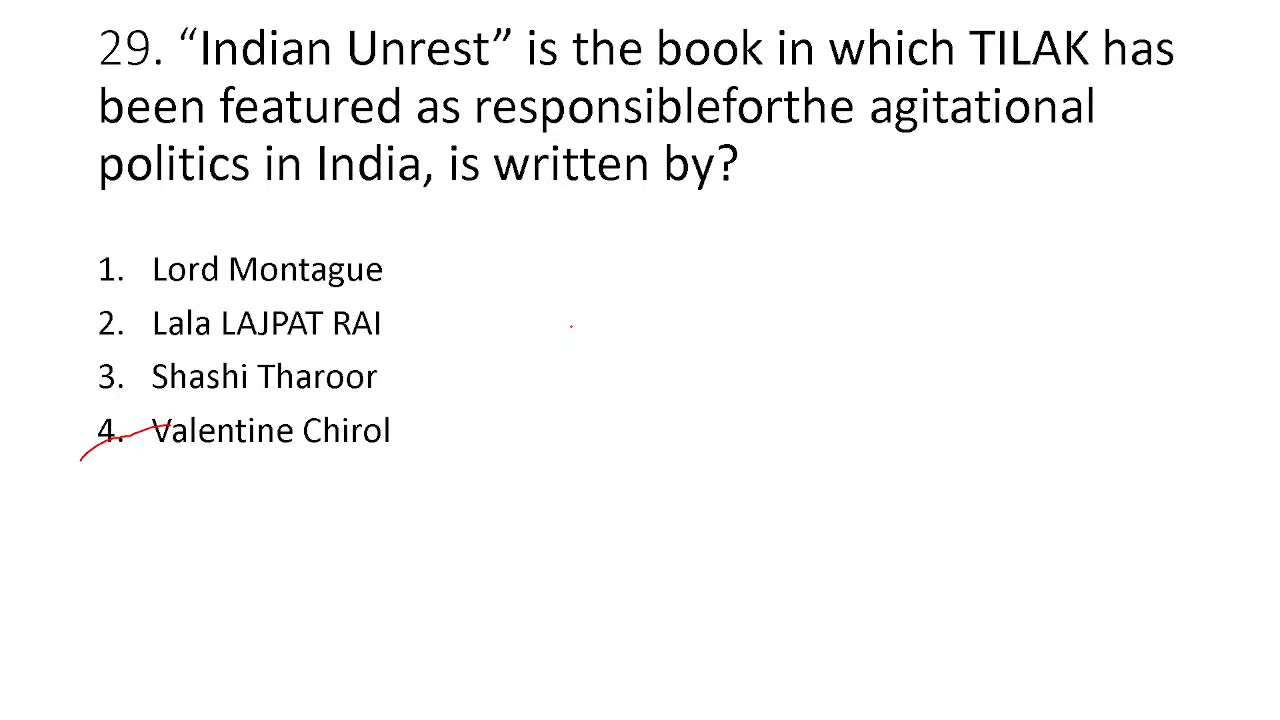 29. “Indian Unrest” is the book in which TILAK has
been featured as responsibleforthe agitational
politics in India, is written by?
1. Lord Montague
2. Lala LAJPAT RAI
3. Shashi Tharoor
4. Valentine Chirol